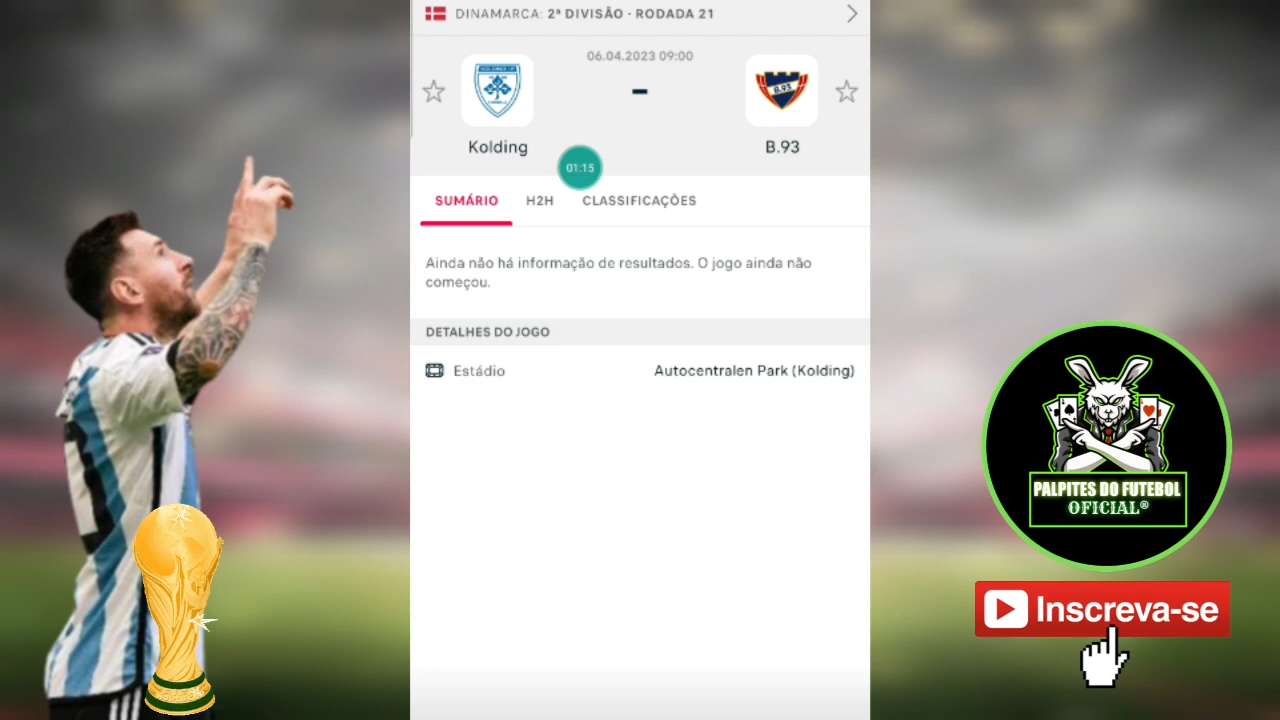 DINAMARCA: 2ª DIVISÃO - RODADA 21
06.04.2023 09:00
-
B.93
Kolding
B.93
01:15
SUMÁRIO H2H CLASSIFICAÇÕES
Ainda não há informação de resultados. O jogo ainda não
começou.
DETALHES DO JOGO
Estádio Autocentralen Park (Kolding)
PALPITES DO FUTEBOL
OFICIAL®
Inscreva-se